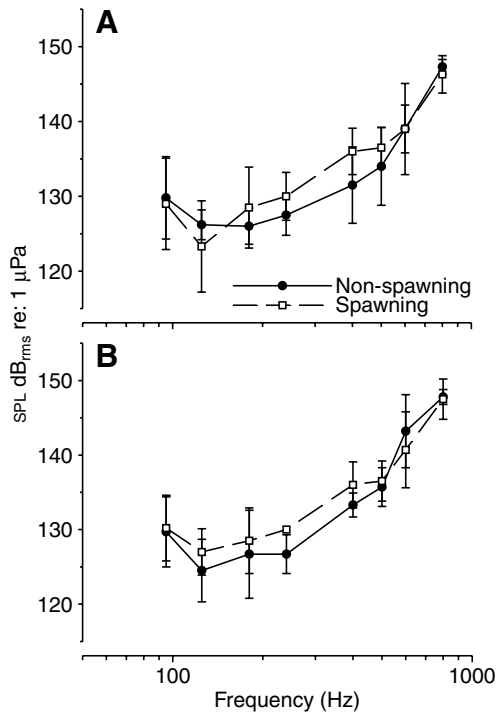 A
150
140
130
120
Non-spawning
Spawning
SPL dBrms re: 1 μPa
B
150
140
130
120
100
1000
Frequency (Hz)